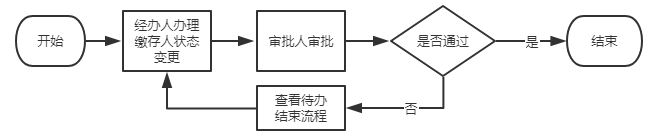 开始
经办人办理
缴存人状态
变更
审批人审批
是否通过
是
结束
查看待办
结束流程
否